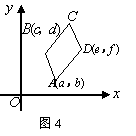 y
C
B(c, d)
D(e, f)
A(a, b)
O
x
图 4